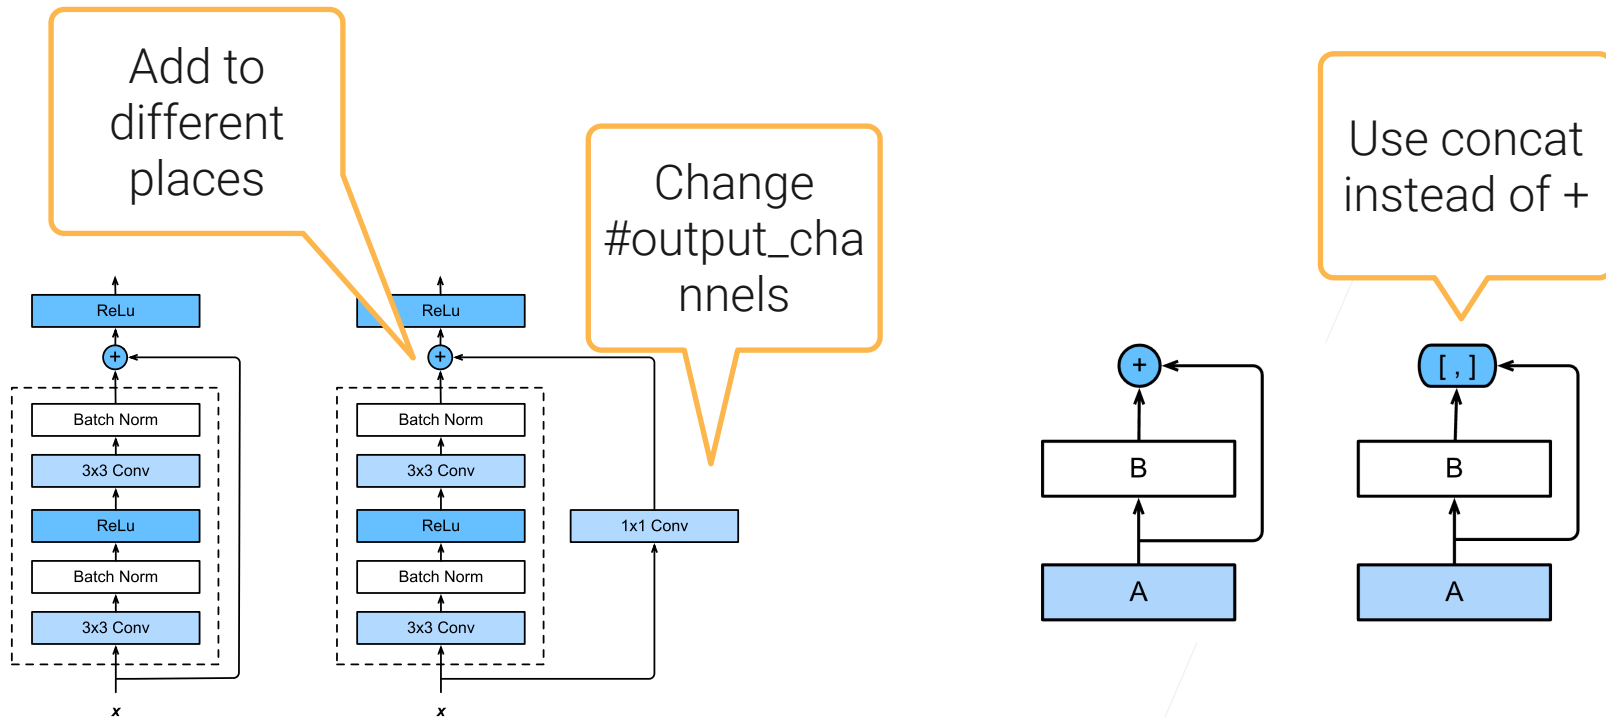 Add to
different
places
Change
#output_cha
nnels
Use concat
instead of +
ReLu
+
Batch Norm
3x3 Conv
ReLu
Batch Norm
3x3 Conv
x
ReLu
+
Batch Norm
3x3 Conv
ReLu
Batch Norm
3x3 Conv
x
1x1 Conv
+
B
A
[ , ]
B
A